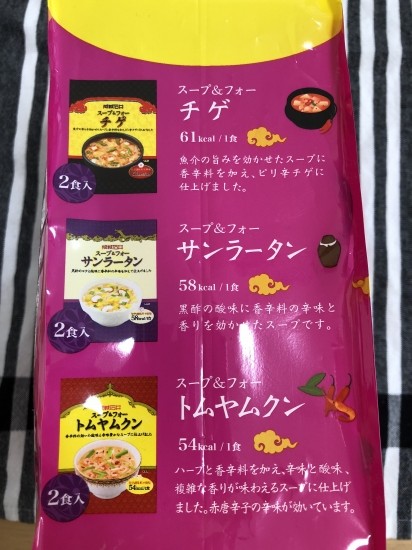 スープ&フォー
チゲ
61kcal / 1食
魚介の旨みを効かせたスープに
香辛料を加え、ピリ辛チゲに
仕上げました。
スープ&フォー
チゲ
2食入
スープ&フォー
サンラータン
58kcal / 1食
黒酢の酸味に香辛料の辛味と
香りを効かせたスープです。
スープ&フォー
サンラータン
58kcal/1食
2食入
スープ&フォー
トムヤムクン
54kcal / 1食
ハーブと香辛料を加え、辛味と酸味、
複雑な香りが味わえるスープに仕上げ
ました。赤唐辛子の辛味が効いています。
スープ&フォー
トムヤムクン
54kcal/1食
2食入